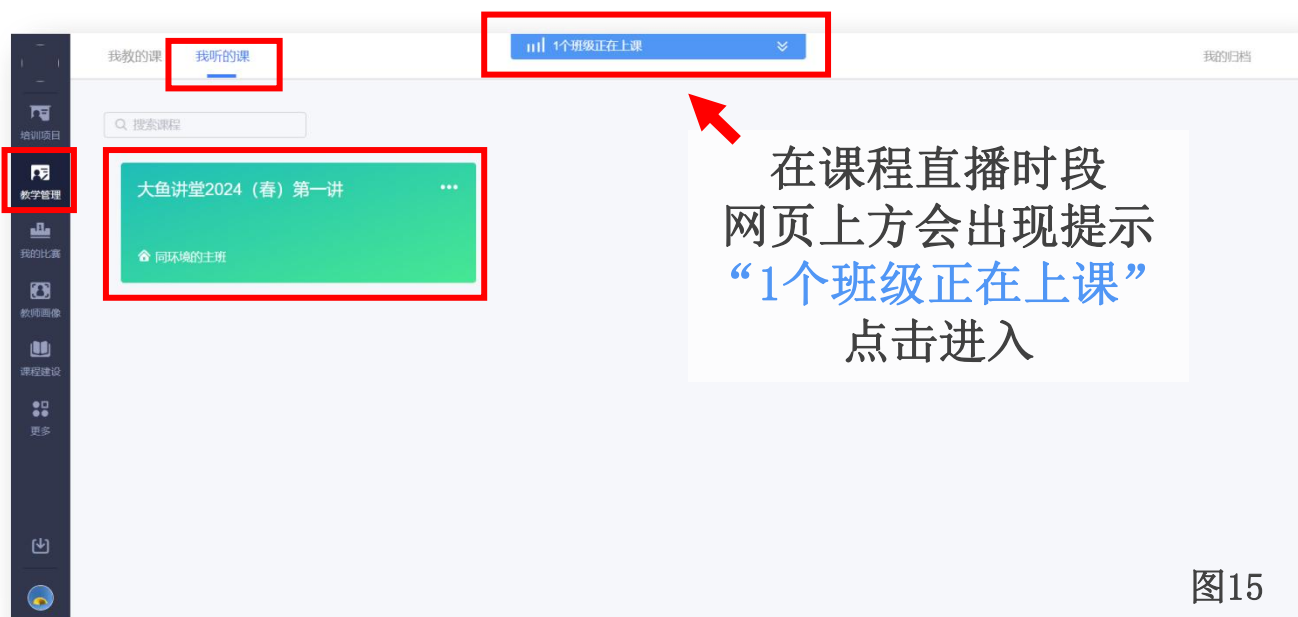 我教的课
我听的课
1个班级正在上课
我的归档
培训项目
教学管理
我的比赛
教师画像
课程建设
更多
搜索课程
大鱼讲堂2024（春）第一讲
同环境的主班
在课程直播时段
网页上方会出现提示
“1个班级正在上课”
点击进入
图15